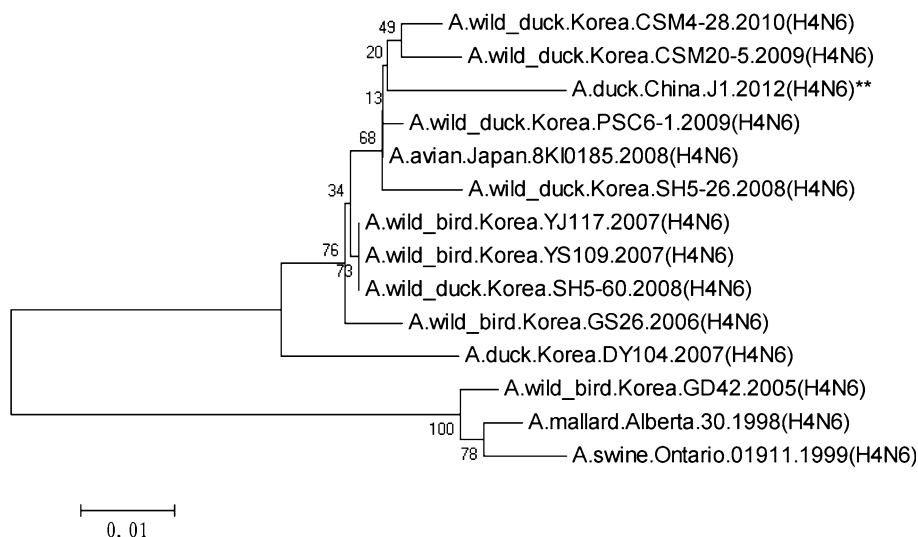 49
A.wild_duck.Korea.CSM4-28.2010(H4N6)
20
A.wild_duck.Korea.CSM20-5.2009(H4N6)
A.duck.China.J1.2012(H4N6)**
13
A.wild_duck.Korea.PSC6-1.2009(H4N6)
68
A.avian.Japan.8KI0185.2008(H4N6)
A.wild_duck.Korea.SH5-26.2008(H4N6)
34
A.wild_bird.Korea.YJ117.2007(H4N6)
76
A.wild_bird.Korea.YS109.2007(H4N6)
73
A.wild_duck.Korea.SH5-60.2008(H4N6)
A.wild_bird.Korea.GS26.2006(H4N6)
A.duck.Korea.DY104.2007(H4N6)
A.wild_bird.Korea.GD42.2005(H4N6)
100
A.mallard.Alberta.30.1998(H4N6)
78
A.swine.Ontario.01911.1999(H4N6)
0.01